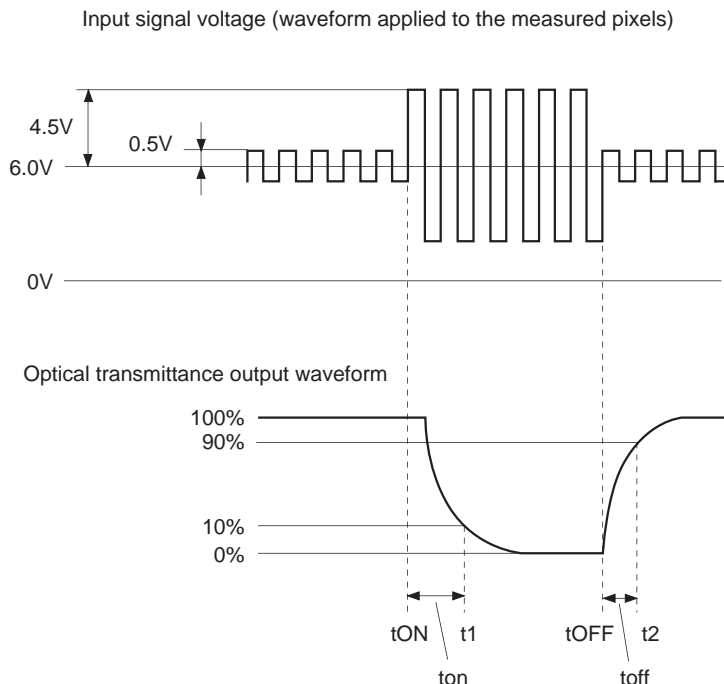 Input signal voltage (waveform applied to the measured pixels)
4.5V
0.5V
6.0V
0V
Optical transmittance output waveform
100%
90%
10%
0%
tON t1 tOFF t2
ton toff